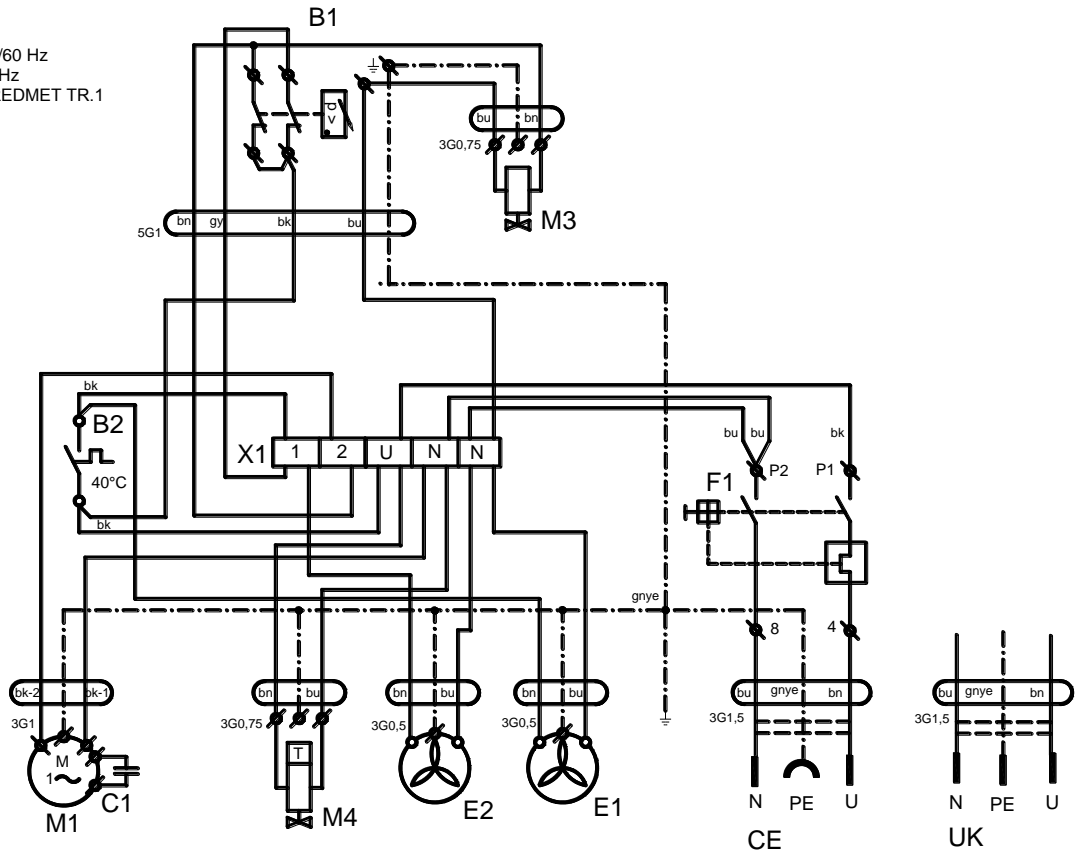 B1
/60 Hz
Hz
EDMET TR.1
<d
bu bn
3G0,75
M3
bn gy bk bu
5G1
bk
B2
X1 1 2 U N N
40°C
bk
bu bu bk
P2 P1
F1
gnye
8 4
bk-2 bk-1
3G1
bn bu
3G0,75
bn bu
3G0,5
bn bu
3G0,5
bu gnye bn
3G1,5
bu gnye bn
3G1,5
M
1
C1
M1
T
M4
E2
E1
N PE U
CE
N PE U
UK